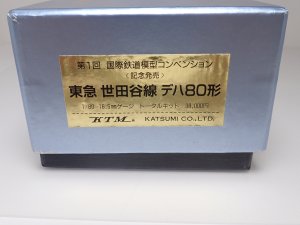 第1回 国際鉄道模型コンベンション
〈記念発売〉
東急 世田谷線 デハ80形
1/80・16.5mmゲージ トータルキット 38,000円
KTM® KATSUMI CO.,LTD.